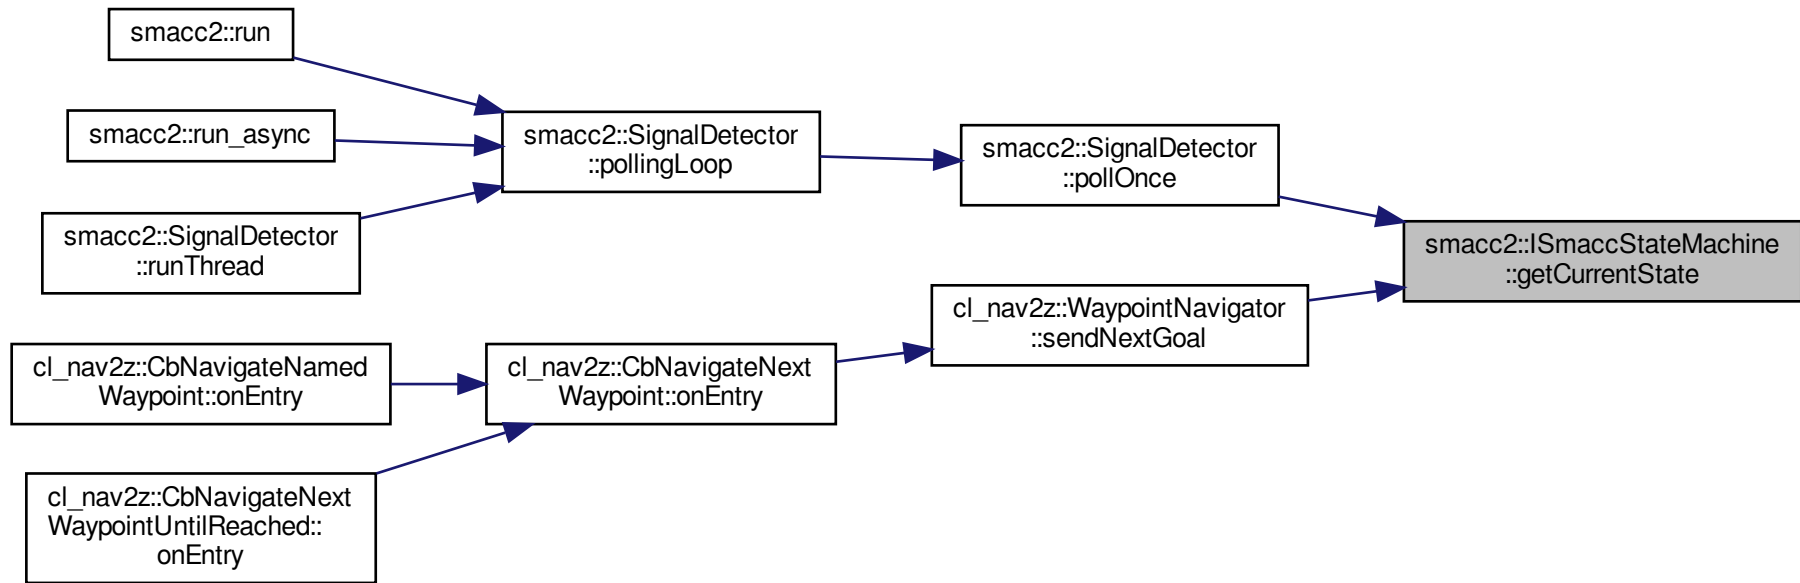 smacc2::run
smacc2::run_async
smacc2::SignalDetector
::runThread
smacc2::SignalDetector
::pollingLoop
smacc2::SignalDetector
::pollOnce
smacc2::ISmaccStateMachine
::getCurrentState
cl_nav2z::WaypointNavigator
::sendNextGoal
cl_nav2z::CbNavigateNext
Waypoint::onEntry
cl_nav2z::CbNavigateNamed
Waypoint::onEntry
cl_nav2z::CbNavigateNext
WaypointUntilReached::
onEntry